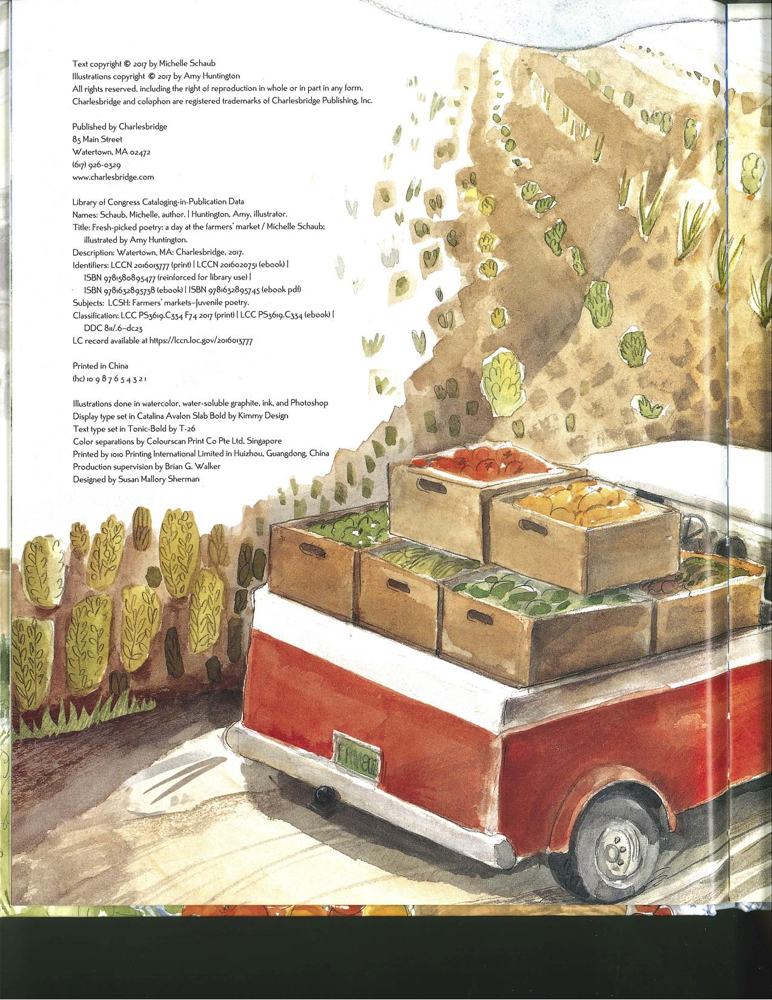 Text copyright © 2017 by Michelle Schaub
Illustrations copyright © 2017 by Amy Huntington
All rights reserved, including the right of reproduction in whole or in part in any form.
Charlesbridge and colophon are registered trademarks of Charlesbridge Publishing, Inc.
Published by Charlesbridge
85 Main Street
Watertown, MA 02472
(617) 926-0329
www.charlesbridge.com
Library of Congress Cataloging-in-Publication Data
Names: Schaub, Michelle, author. | Huntington, Amy, illustrator.
Title: Fresh-picked poetry: a day at the farmers' market / Michelle Schaub;
illustrated by Amy Huntington.
Description: Watertown, MA: Charlesbridge, 2017.
Identifiers: LCCN 2016013777 (print) | LCCN 2016020751 (ebook) |
ISBN 9781580895477 (reinforced for library use) |
ISBN 9781632895738 (ebook) | ISBN 9781632895745 (ebook pdf)
Subjects: LCSH: Farmers' markets–Juvenile poetry.
Classification: LCC PS3619.C334 F74 2017 (print) | LCC PS3619.C334 (ebook) |
DDC 811/.6–dc23
LC record available at https://lccn.loc.gov/2016013777
Printed in China
(hc) 10 9 8 7 6 5 4 3 2 1
Illustrations done in watercolor, water-soluble graphite, ink, and Photoshop
Display type set in Catalina Avalon Slab Bold by Kimmy Design
Text type set in Tonic-Bold by T-26
Color separations by Colourscan Print Co Pte Ltd, Singapore
Printed by 1010 Printing International Limited in Huizhou, Guangdong, China
Production supervision by Brian G. Walker
Designed by Susan Mallory Sherman